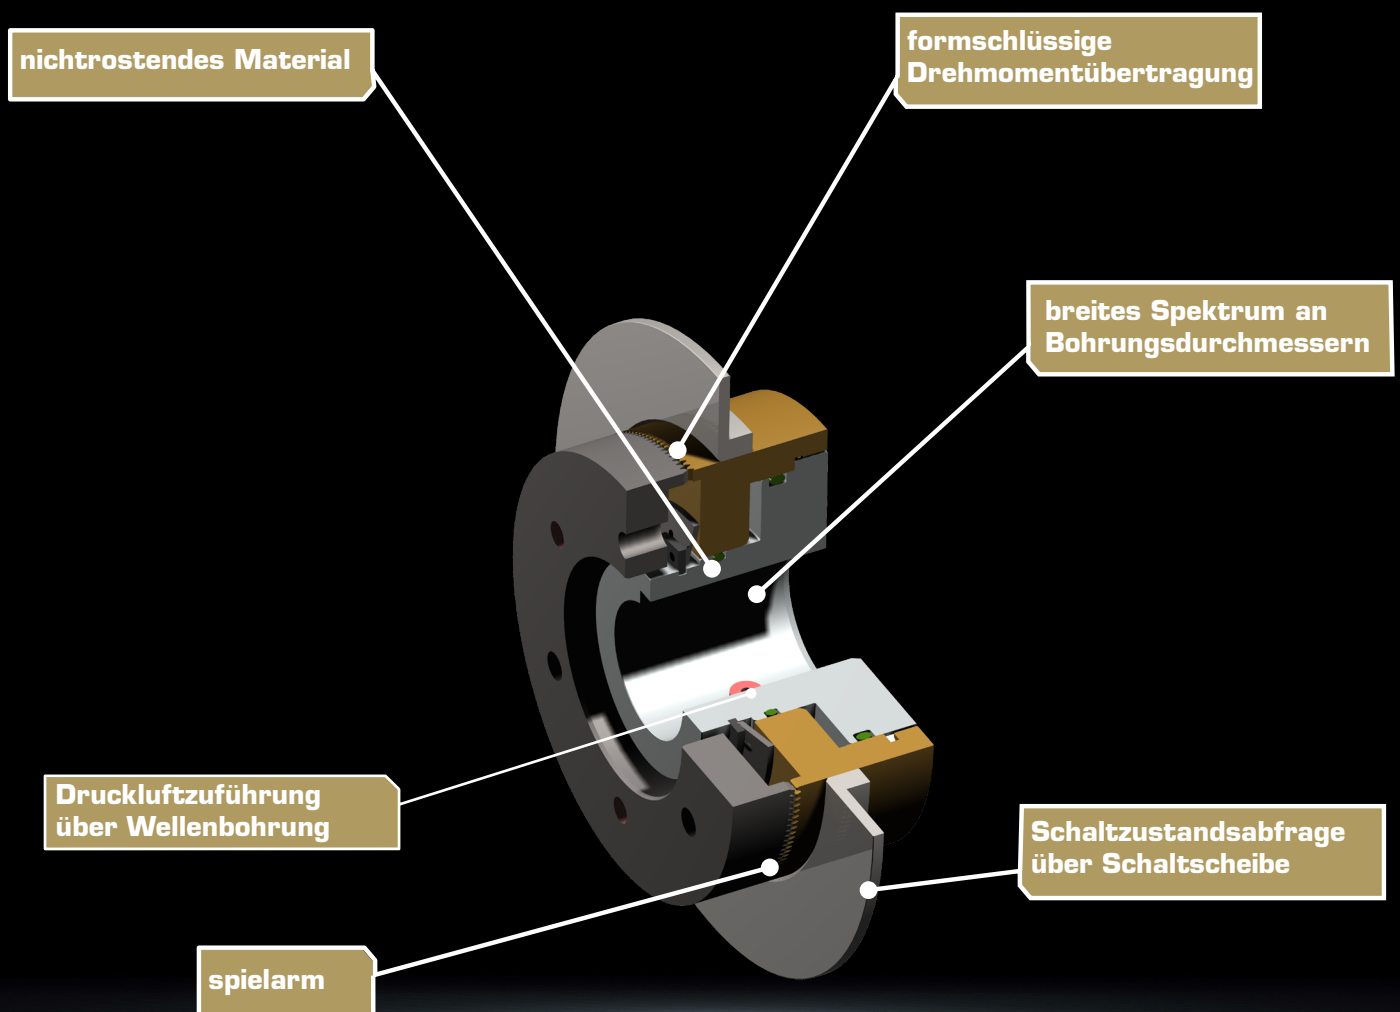 nichtrostendes Material
formschlüssige
Drehmomentübertragung
breites Spektrum an
Bohrungsdurchmessern
Druckluftzuführung
über Wellenbohrung
Schaltzustandsabfrage
über Schaltscheibe
spielarm